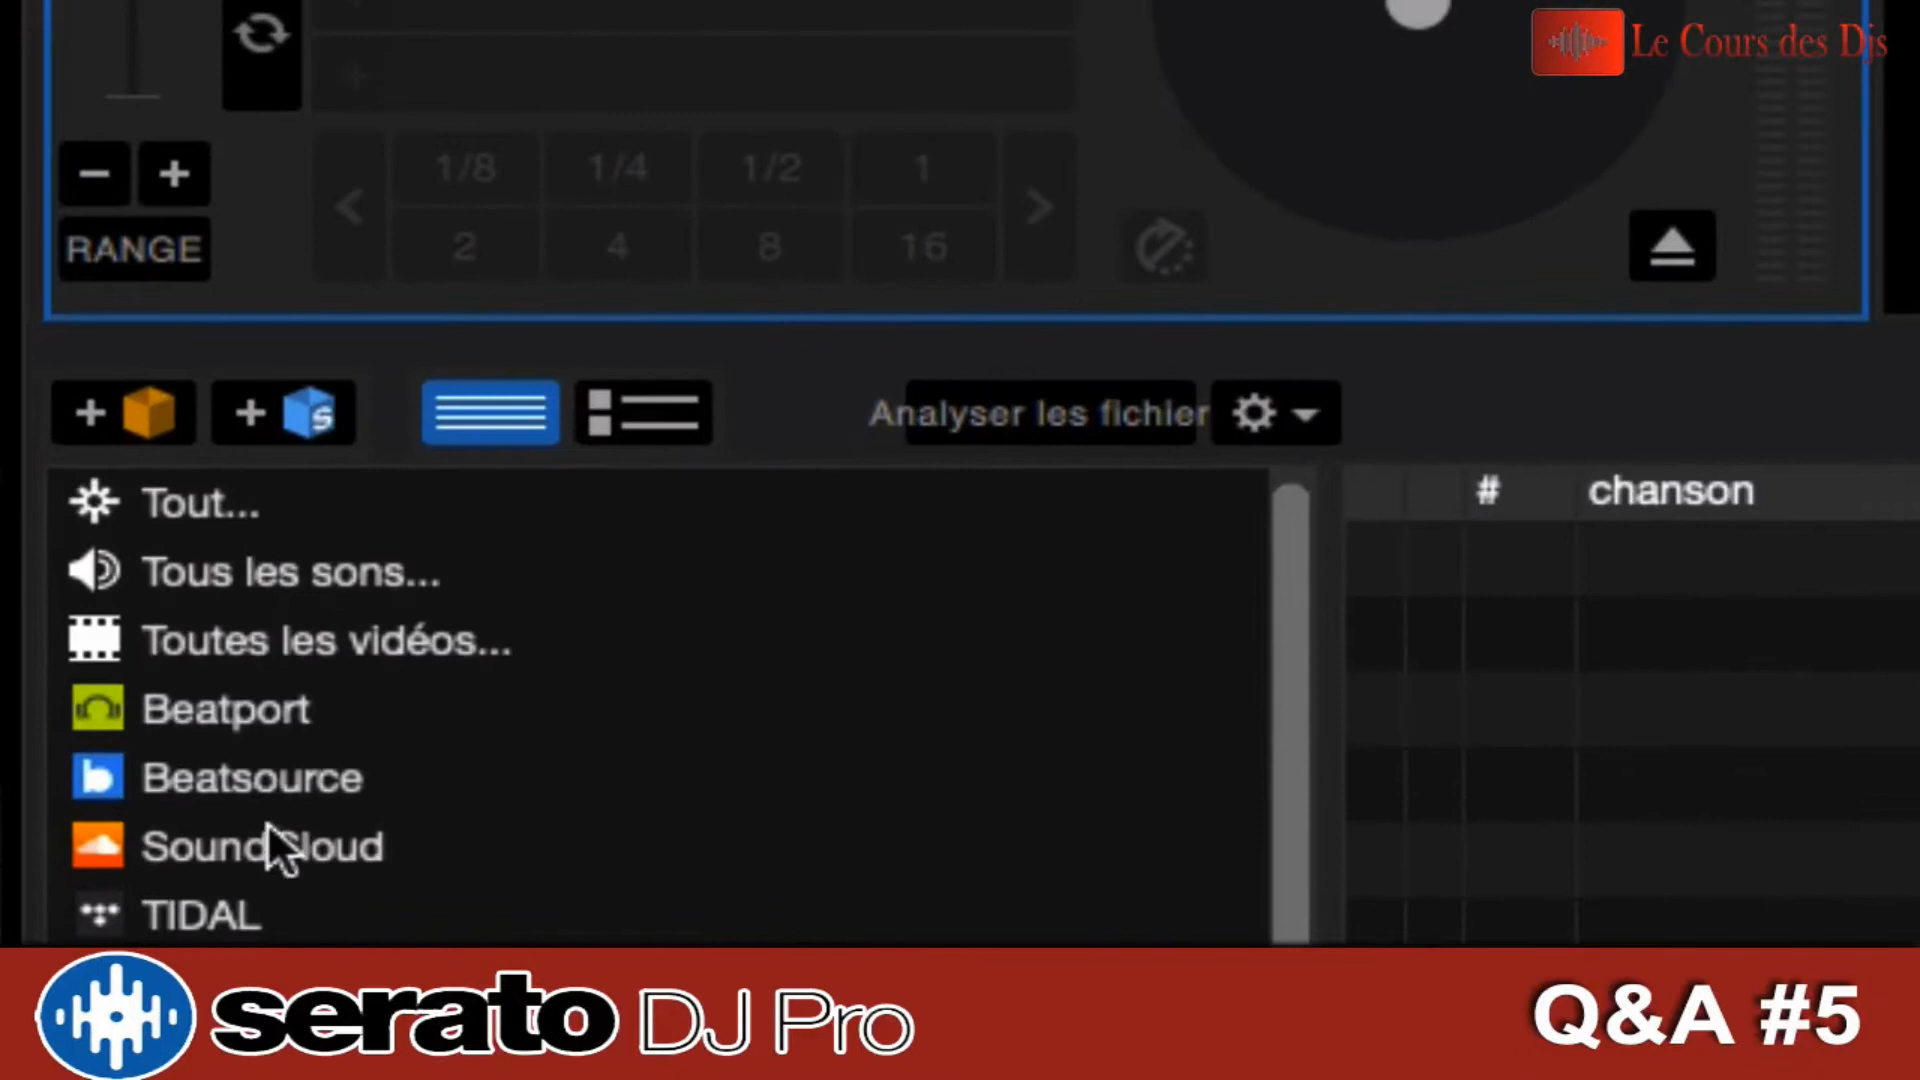 Le Cours des Djs
− +
RANGE
< 1/8 1/4 1/2 1 >
2 4 8 16
+ + S
Analyser les fichier
# chanson
Tout...
Tous les sons...
Toutes les vidéos...
Beatport
b Beatsource
SoundCloud
TIDAL
serato DJ Pro
Q&A #5